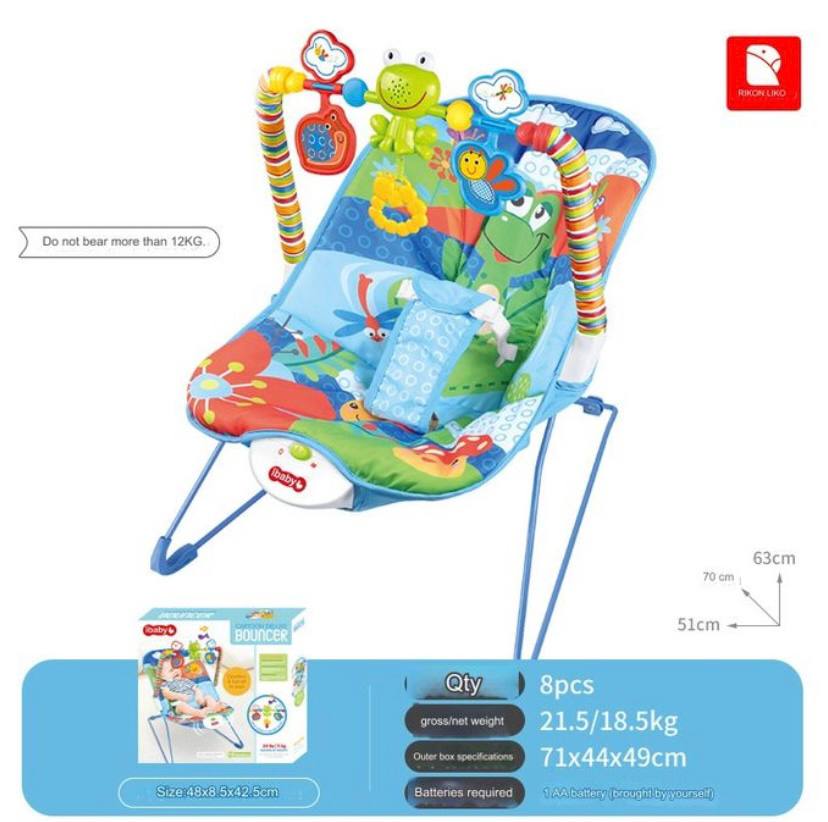 RIKON LIKO
Do not bear more than 12KG.
ibaby
63cm
70 cm
51cm
ibaby
BOUNCER
Qty
8pcs
gross/net weight
21.5/18.5kg
Outer box specifications
71x44x49cm
Batteries required
1 AA battery (brought by yourself)
Size:48x8.5x42.5cm